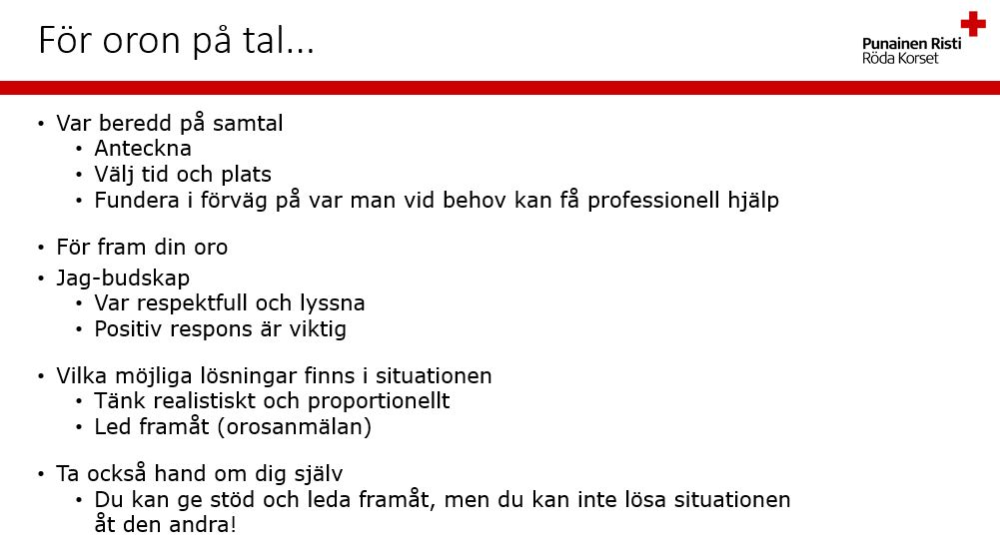 För oron på tal...
Punainen Risti
Röda Korset
• Var beredd på samtal
• Anteckna
• Välj tid och plats
• Fundera i förväg på var man vid behov kan få professionell hjälp
• För fram din oro
• Jag-budskap
• Var respektfull och lyssna
• Positiv respons är viktig
• Vilka möjliga lösningar finns i situationen
• Tänk realistiskt och proportionellt
• Led framåt (orosanmälan)
• Ta också hand om dig själv
• Du kan ge stöd och leda framåt, men du kan inte lösa situationen
åt den andra!